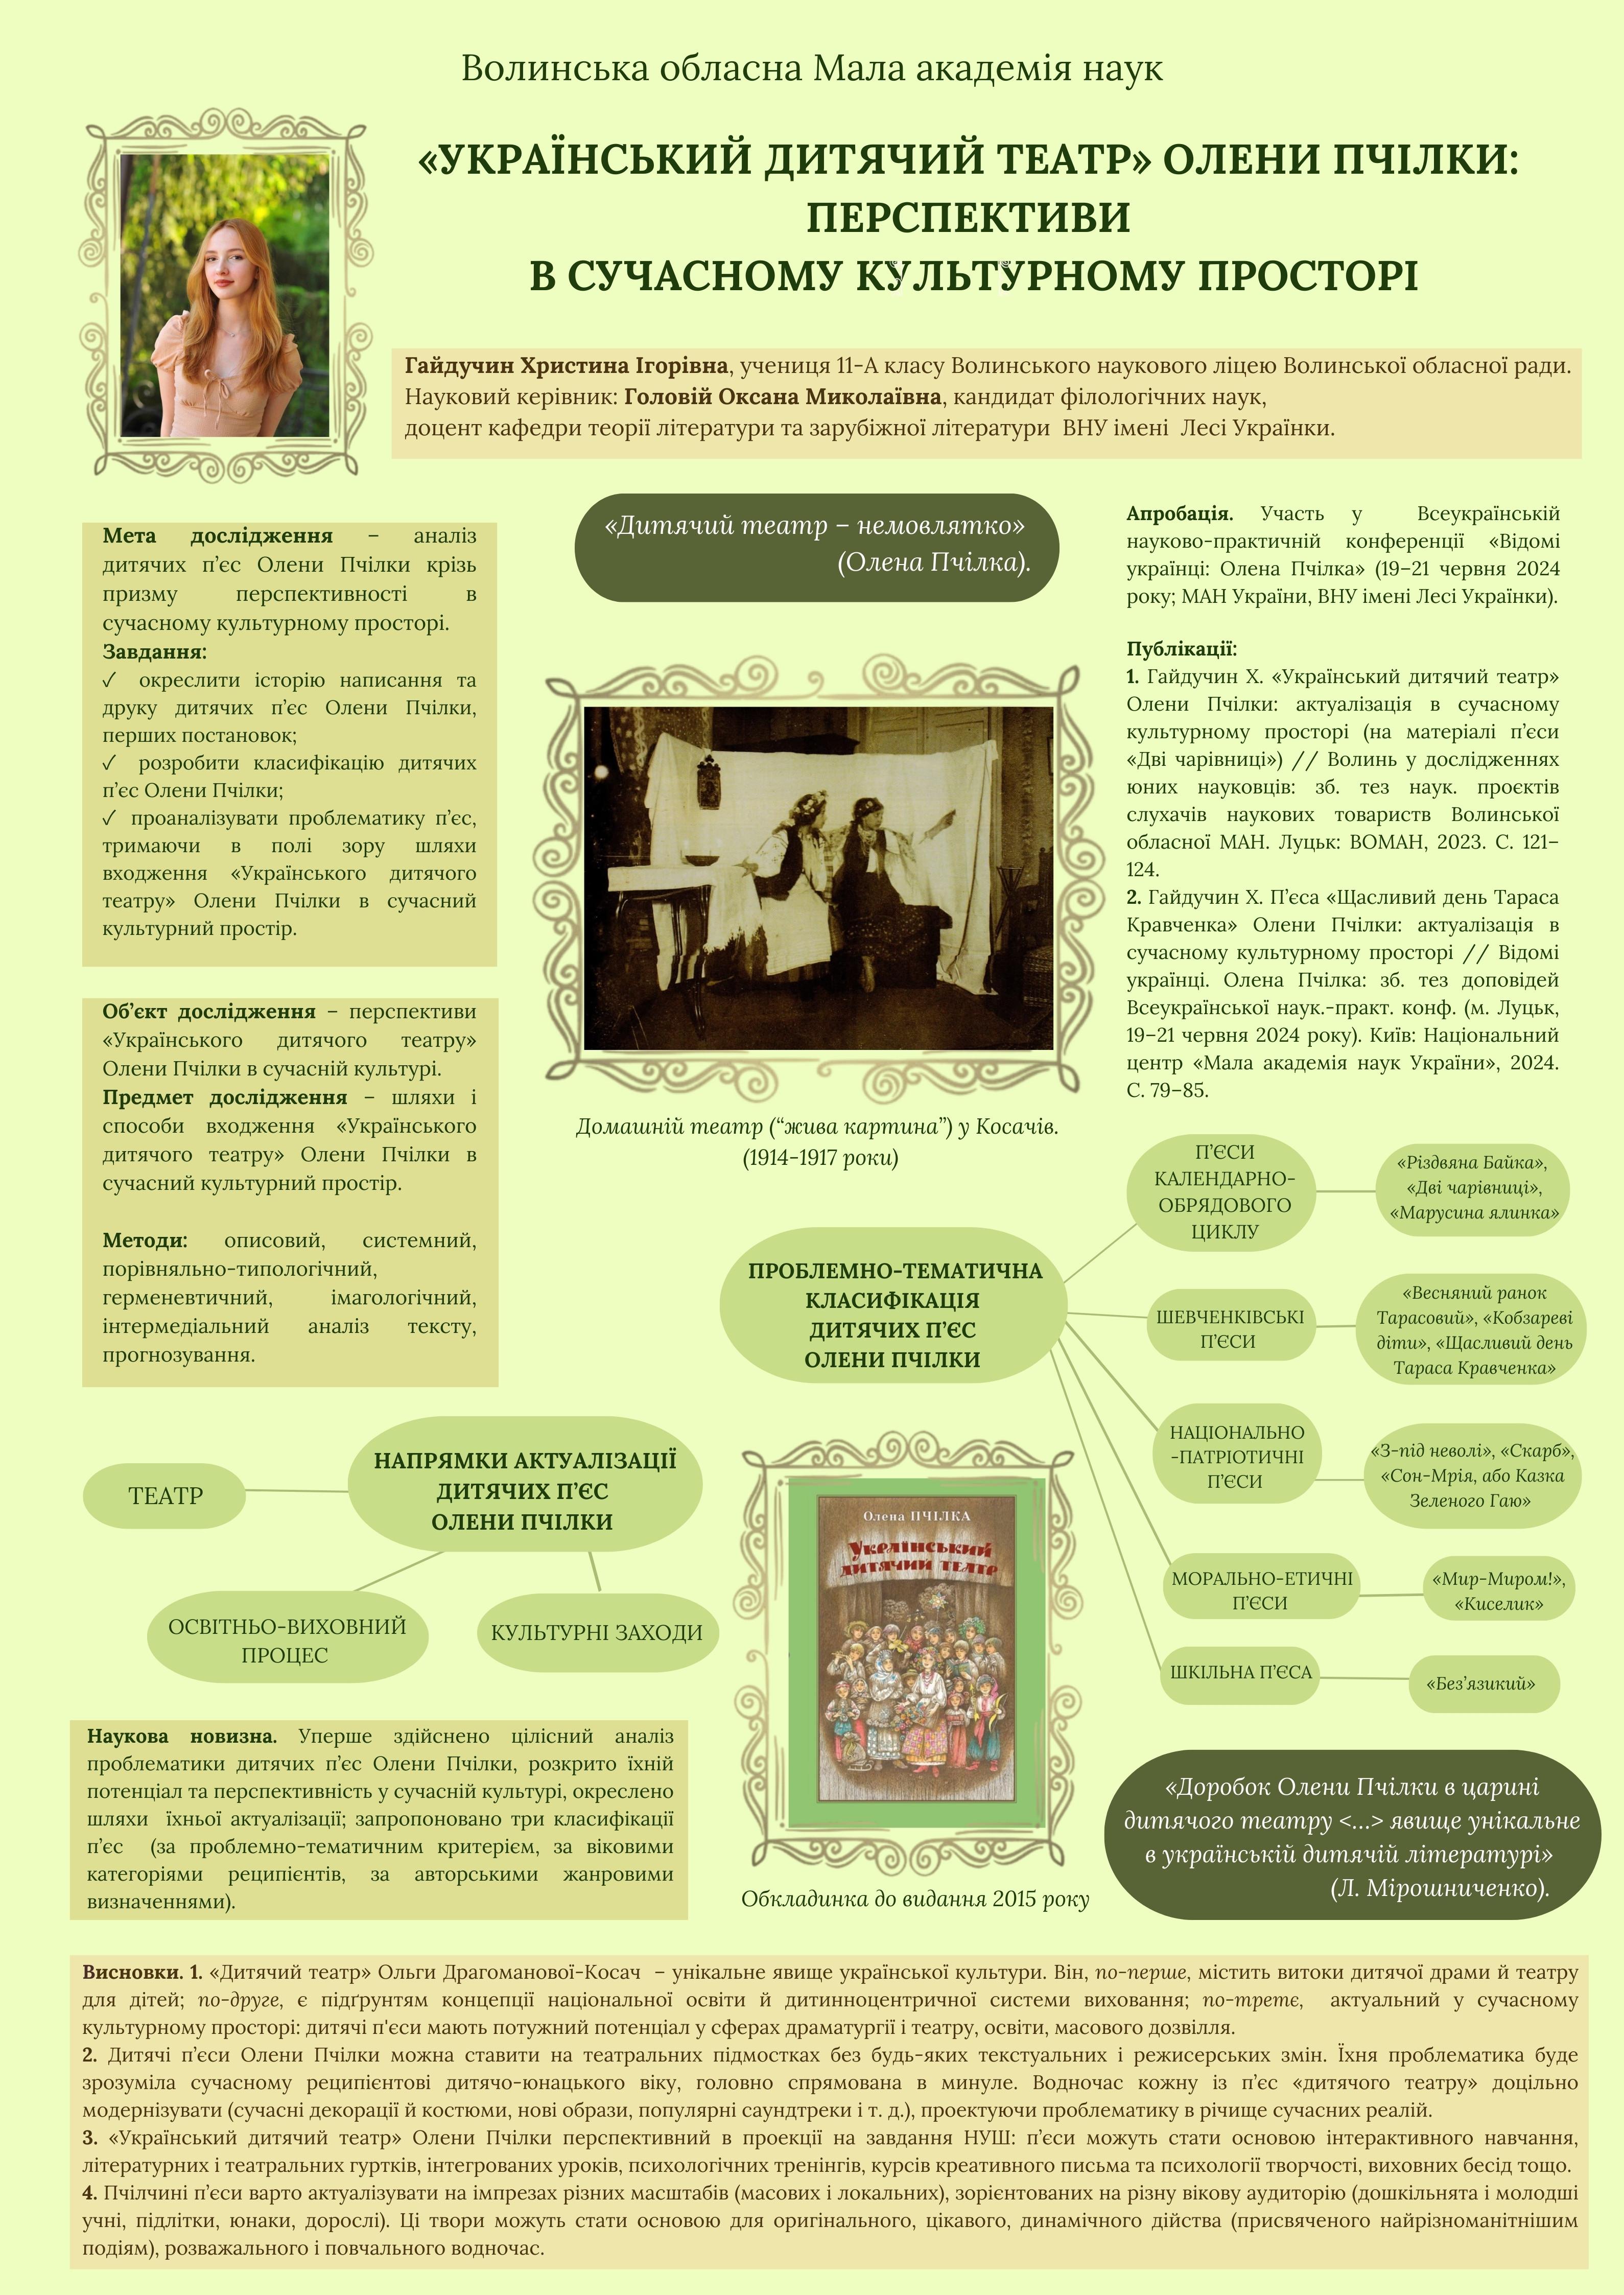 Волинська обласна Мала академія наук
«УКРАЇНСЬКИЙ ДИТЯЧИЙ ТЕАТР» ОЛЕНИ ПЧІЛКИ:
ПЕРСПЕКТИВИ
В СУЧАСНОМУ КУЛЬТУРНОМУ ПРОСТОРІ
Гайдучин Христина Ігорівна, учениця 11-А класу Волинського наукового ліцею Волинської обласної ради.
Науковий керівник: Головій Оксана Миколаївна, кандидат філологічних наук,
доцент кафедри теорії літератури та зарубіжної літератури ВНУ імені Лесі Українки.
Мета дослідження – аналіз
дитячих п’єс Олени Пчілки крізь
призму перспективності в
сучасному культурному просторі.
Завдання:
✓ окреслити історію написання та
друку дитячих п’єс Олени Пчілки,
перших постановок;
✓ розробити класифікацію дитячих
п’єс Олени Пчілки;
✓ проаналізувати проблематику п’єс,
тримаючи в полі зору шляхи
входження «Українського дитячого
театру» Олени Пчілки в сучасний
культурний простір.
Об’єкт дослідження – перспективи
«Українського дитячого театру»
Олени Пчілки в сучасній культурі.
Предмет дослідження – шляхи і
способи входження «Українського
дитячого театру» Олени Пчілки в
сучасний культурний простір.
Методи: описовий, системний,
порівняльно-типологічний,
герменевтичний, імагологічний,
інтермедіальний аналіз тексту,
прогнозування.
«Дитячий театр – немовлятко»
(Олена Пчілка).
Домашній театр (“жива картина”) у Косачів.
(1914-1917 роки)
Апробація. Участь у Всеукраїнській
науково-практичній конференції «Відомі
українці: Олена Пчілка» (19–21 червня 2024
року; МАН України, ВНУ імені Лесі Українки).
Публікації:
1. Гайдучин Х. «Український дитячий театр»
Олени Пчілки: актуалізація в сучасному
культурному просторі (на матеріалі п’єси
«Дві чарівниці») // Волинь у дослідженнях
юних науковців: зб. тез наук. проєктів
слухачів наукових товариств Волинської
обласної МАН. Луцьк: ВОМАН, 2023. С. 121–
124.
2. Гайдучин Х. П’єса «Щасливий день Тараса
Кравченка» Олени Пчілки: актуалізація в
сучасному культурному просторі // Відомі
українці. Олена Пчілка: зб. тез доповідей
Всеукраїнської наук.-практ. конф. (м. Луцьк,
19–21 червня 2024 року). Київ: Національний
центр «Мала академія наук України», 2024.
С. 79–85.
ПРОБЛЕМНО-ТЕМАТИЧНА
КЛАСИФІКАЦІЯ
ДИТЯЧИХ П’ЄС
ОЛЕНИ ПЧІЛКИ
П’ЄСИ
КАЛЕНДАРНО-
ОБРЯДОВОГО
ЦИКЛУ
«Різдвяна Байка»,
«Дві чарівниці»,
«Марусина ялинка»
ШЕВЧЕНКІВСЬКІ
П’ЄСИ
«Весняний ранок
Тарасовий», «Кобзареві
діти», «Щасливий день
Тараса Кравченка»
НАЦІОНАЛЬНО
-ПАТРІОТИЧНІ
П’ЄСИ
«З-під неволі», «Скарб»,
«Сон-Мрія, або Казка
Зеленого Гаю»
МОРАЛЬНО-ЕТИЧНІ
П’ЄСИ
«Мир-Миром!»,
«Киселик»
ШКІЛЬНА П’ЄСА
«Без’язикий»
НАПРЯМКИ АКТУАЛІЗАЦІЇ
ДИТЯЧИХ П’ЄС
ОЛЕНИ ПЧІЛКИ
ТЕАТР
ОСВІТНЬО-ВИХОВНИЙ
ПРОЦЕС
КУЛЬТУРНІ ЗАХОДИ
Олена ПЧІЛКА
Український
дитячий театр
Обкладинка до видання 2015 року
Наукова новизна. Уперше здійснено цілісний аналіз
проблематики дитячих п’єс Олени Пчілки, розкрито їхній
потенціал та перспективність у сучасній культурі, окреслено
шляхи їхньої актуалізації; запропоновано три класифікації
п’єс (за проблемно-тематичним критерієм, за віковими
категоріями реципієнтів, за авторськими жанровими
визначеннями).
«Доробок Олени Пчілки в царині
дитячого театру <...> явище унікальне
в українській дитячій літературі»
(Л. Мірошниченко).
Висновки. 1. «Дитячий театр» Ольги Драгоманової-Косач – унікальне явище української культури. Він, по-перше, містить витоки дитячої драми й театру
для дітей; по-друге, є підґрунтям концепції національної освіти й дитинноцентричної системи виховання; по-третє, актуальний у сучасному
культурному просторі: дитячі п'єси мають потужний потенціал у сферах драматургії і театру, освіти, масового дозвілля.
2. Дитячі п’єси Олени Пчілки можна ставити на театральних підмостках без будь-яких текстуальних і режисерських змін. Їхня проблематика буде
зрозуміла сучасному реципієнтові дитячо-юнацького віку, головно спрямована в минуле. Водночас кожну із п’єс «дитячого театру» доцільно
модернізувати (сучасні декорації й костюми, нові образи, популярні саундтреки і т. д.), проектуючи проблематику в річище сучасних реалій.
3. «Український дитячий театр» Олени Пчілки перспективний в проекції на завдання НУШ: п’єси можуть стати основою інтерактивного навчання,
літературних і театральних гуртків, інтегрованих уроків, психологічних тренінгів, курсів креативного письма та психології творчості, виховних бесід тощо.
4. Пчілчині п’єси варто актуалізувати на імпрезах різних масштабів (масових і локальних), зорієнтованих на різну вікову аудиторію (дошкільнята і молодші
учні, підлітки, юнаки, дорослі). Ці твори можуть стати основою для оригінального, цікавого, динамічного дійства (присвяченого найрізноманітнішим
подіям), розважального і повчального водночас.